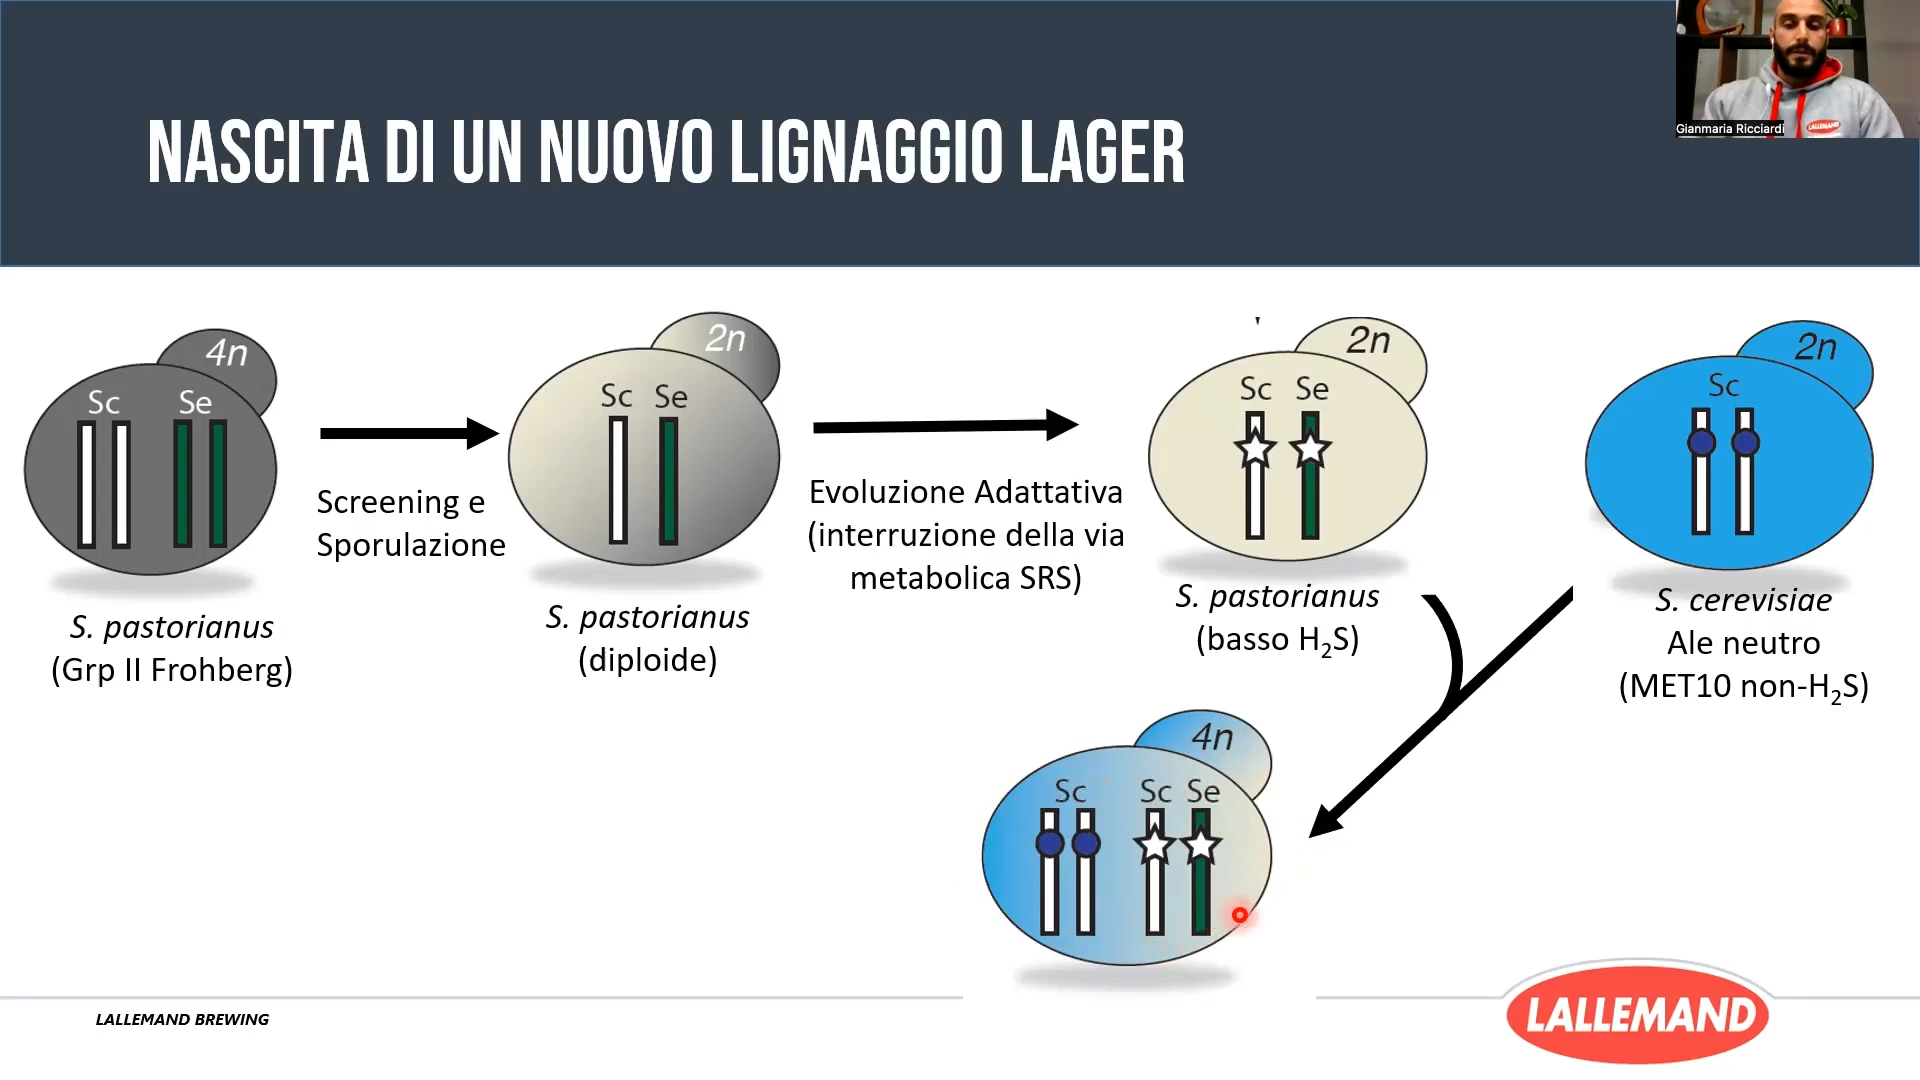 NASCITA DI UN NUOVO LIGNAGGIO LAGER
Gianmaria Ricciardi
LALLEMAND
4n
Sc Se
S. pastorianus
(Grp II Frohberg)
Screening e
Sporulazione
2n
Sc Se
S. pastorianus
(diploide)
Evoluzione Adattativa
(interruzione della via
metabolica SRS)
2n
Sc Se
S. pastorianus
(basso H₂S)
2n
Sc
S. cerevisiae
Ale neutro
(MET10 non-H₂S)
4n
Sc Sc Se
LALLEMAND BREWING
LALLEMAND